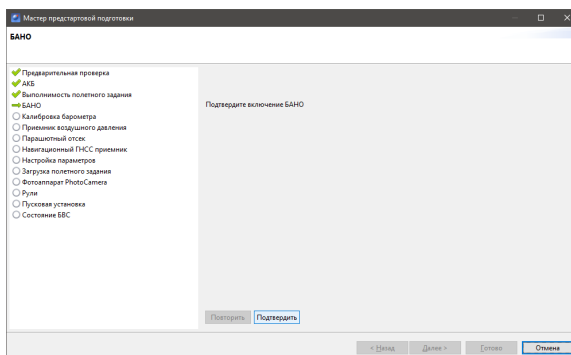 Мастер предстартовой подготовки
БАНО
Предварительная проверка
АКБ
Выполнимость полетного задания
БАНО
Калибровка барометра
Приемник воздушного давления
Парашютный отсек
Навигационный ГНСС приемник
Настройка параметров
Загрузка полетного задания
Фотоаппарат PhotoCamera
Рули
Пусковая установка
Состояние БВС
Подтвердите включение БАНО
Повторить Подтвердить
< Назад Далее > Готово Отмена